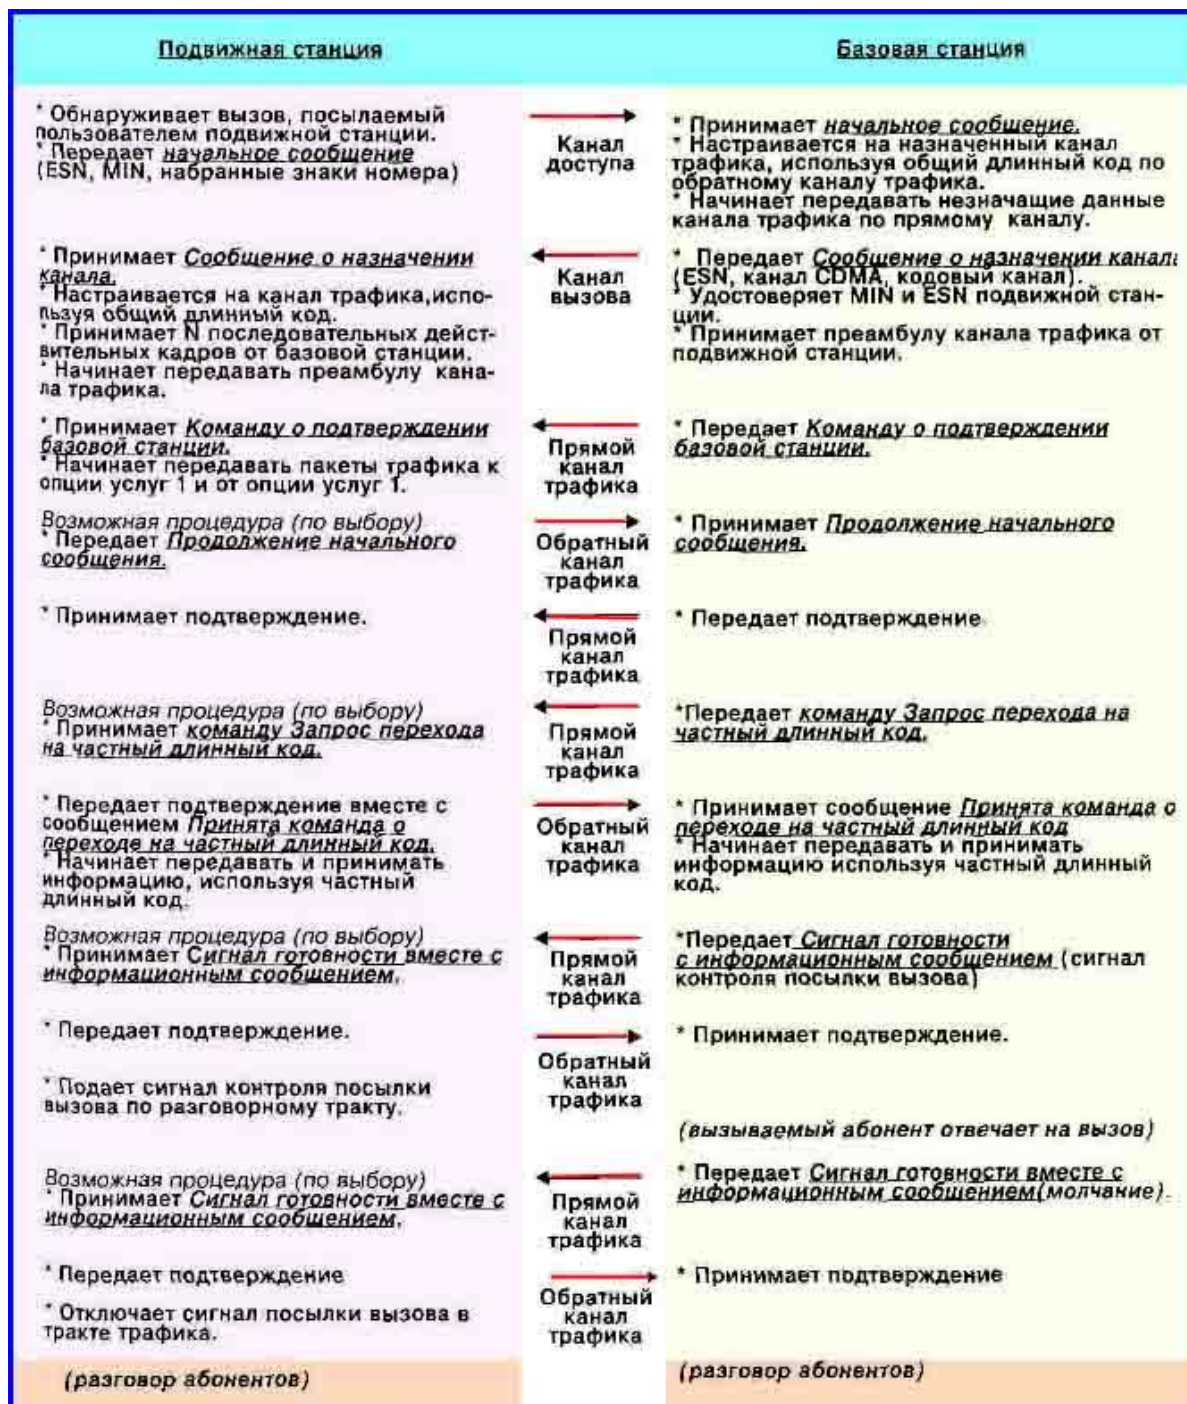 Подвижная станция
Базовая станция
* Обнаруживает вызов, посылаемый
пользователем подвижной станции.
* Передает начальное сообщение
(ESN, MIN, набранные знаки номера)
Канал
доступа
* Принимает начальное сообщение.
* Настраивается на назначенный канал
трафика, используя общий длинный код по
обратному каналу трафика.
* Начинает передавать незначащие данные
канала трафика по прямому каналу.
* Принимает Сообщение о назначении
канала.
* Настраивается на канал трафика,испо-
льзуя общий длинный код.
* Принимает N последовательных дейст-
вительных кадров от базовой станции.
* Начинает передавать преамбулу кана-
ла трафика.
Канал
вызова
* Передает Сообщение о назначении канала
(ESN, канал CDMA, кодовый канал).
* Удостоверяет MIN и ESN подвижной стан-
ции.
* Принимает преамбулу канала трафика от
подвижной станции.
* Принимает Команду о подтверждении
базовой станции.
* Начинает передавать пакеты трафика к
опции услуг 1 и от опции услуг 1.
Прямой
канал
трафика
* Передает Команду о подтверждении
базовой станции.
Возможная процедура (по выбору)
* Передает Продолжение начального
сообщения.
Обратный
канал
трафика
* Принимает Продолжение начального
сообщения.
* Принимает подтверждение.
Прямой
канал
трафика
* Передает подтверждение
Возможная процедура (по выбору)
* Принимает команду Запрос перехода
на частный длинный код.
Прямой
канал
трафика
*Передает команду Запрос перехода на
частный длинный код.
* Передает подтверждение вместе с
сообщением Принята команда о
переходе на частный длинный код.
* Начинает передавать и принимать
информацию, используя частный
длинный код.
Обратный
канал
трафика
* Принимает сообщение Принята команда о
переходе на частный длинный код
* Начинает передавать и принимать
информацию используя частный длинный
код.
Возможная процедура (по выбору)
* Принимает Сигнал готовности вместе с
информационным сообщением.
Прямой
канал
трафика
*Передает Сигнал готовности
с информационным сообщением (сигнал
контроля посылки вызова)
* Передает подтверждение.
* Подает сигнал контроля посылки
вызова по разговорному тракту.
Обратный
канал
трафика
* Принимает подтверждение.
(вызываемый абонент отвечает на вызов)
Возможная процедура (по выбору)
* Принимает Сигнал готовности вместе с
информационным сообщением.
Прямой
канал
трафика
* Передает Сигнал готовности вместе с
информационным сообщением(молчание).
* Передает подтверждение
* Отключает сигнал посылки вызова в
тракте трафика.
Обратный
канал
трафика
* Принимает подтверждение
(разговор абонентов)
(разговор абонентов)